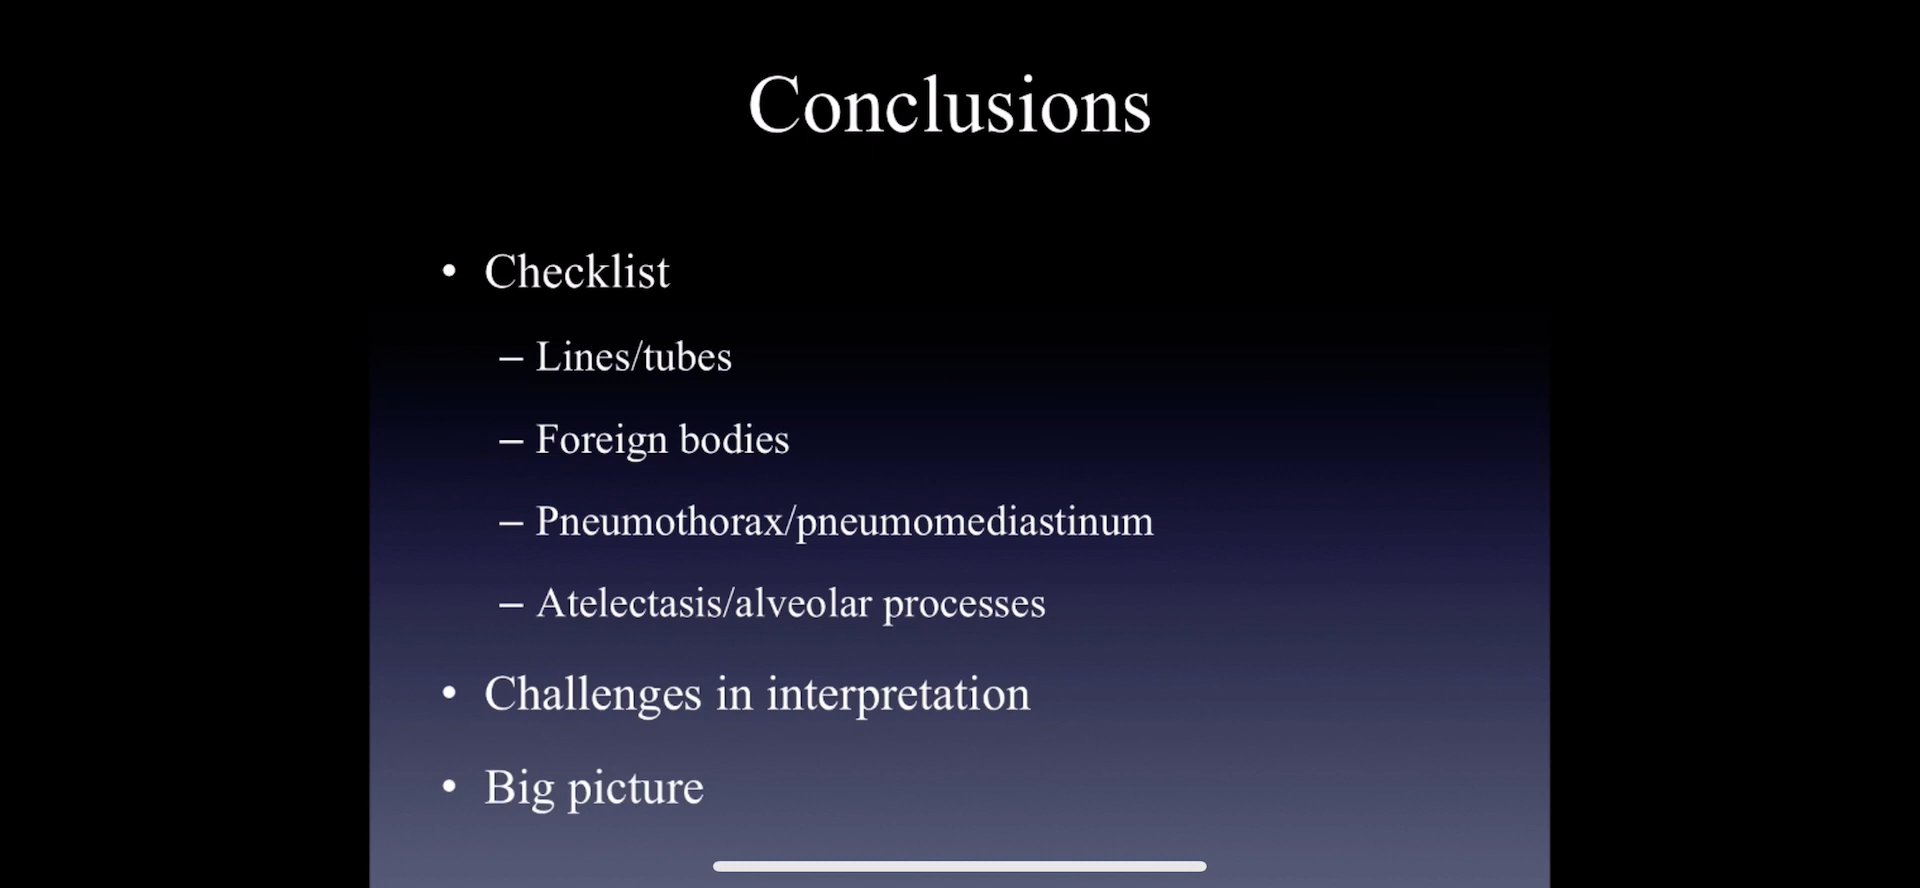 Conclusions
• Checklist
– Lines/tubes
– Foreign bodies
– Pneumothorax/pneumomediastinum
– Atelectasis/alveolar processes
• Challenges in interpretation
• Big picture